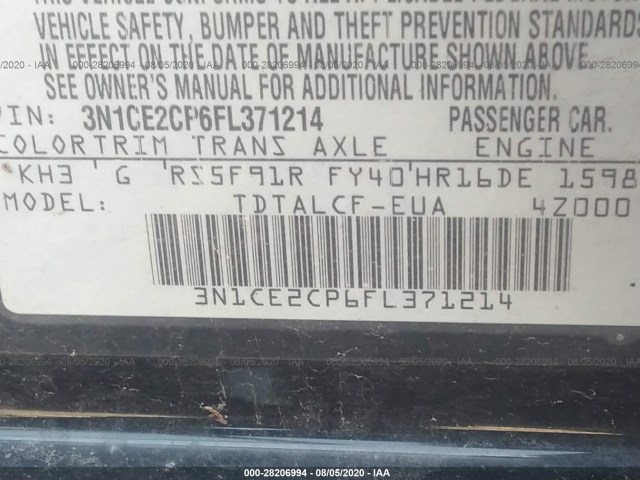 VEHICLE SAFETY, BUMPER AND THEFT PREVENTION STANDARDS
IN EFFECT ON THE DATE OF MANUFACTURE SHOWN ABOVE.
000-28206994 - 08/05/2020 - IAA
SEE OWNER'S MANUAL FOR ADDITIONAL INFORMATION.
VIN: 3N1CE2CP6FL371214 PASSENGER CAR.
COLORTRIM TRANS AXLE ENGINE
KH3 G RS5F91R FY40 HR16DE 1598
MODEL: TDTALCF-EUA 4Z000
3N1CE2CP6FL371214
000-28206994 - 08/05/2020 - IAA